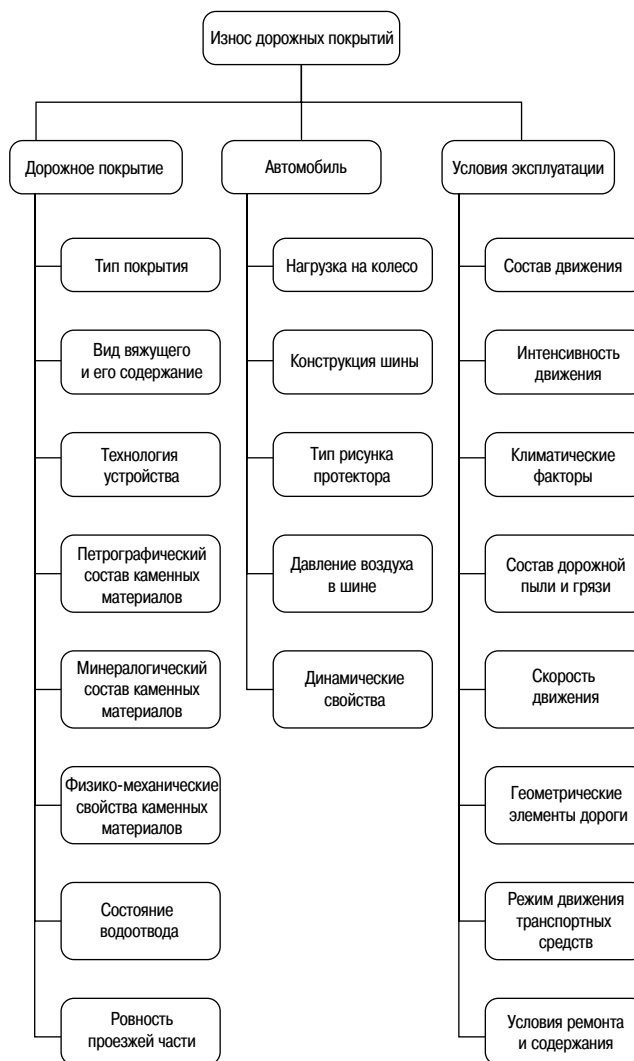 Износ дорожных покрытий
Дорожное покрытие
Автомобиль
Условия эксплуатации
Тип покрытия
Вид вяжущего
и его содержание
Технология
устройства
Петрографический
состав каменных
материалов
Минералогический
состав каменных
материалов
Физико-механические
свойства каменных
материалов
Состояние
водоотвода
Ровность
проезжей части
Нагрузка на колесо
Конструкция шины
Тип рисунка
протектора
Давление воздуха
в шине
Динамические
свойства
Состав движения
Интенсивность
движения
Климатические
факторы
Состав дорожной
пыли и грязи
Скорость
движения
Геометрические
элементы дороги
Режим движения
транспортных
средств
Условия ремонта
и содержания